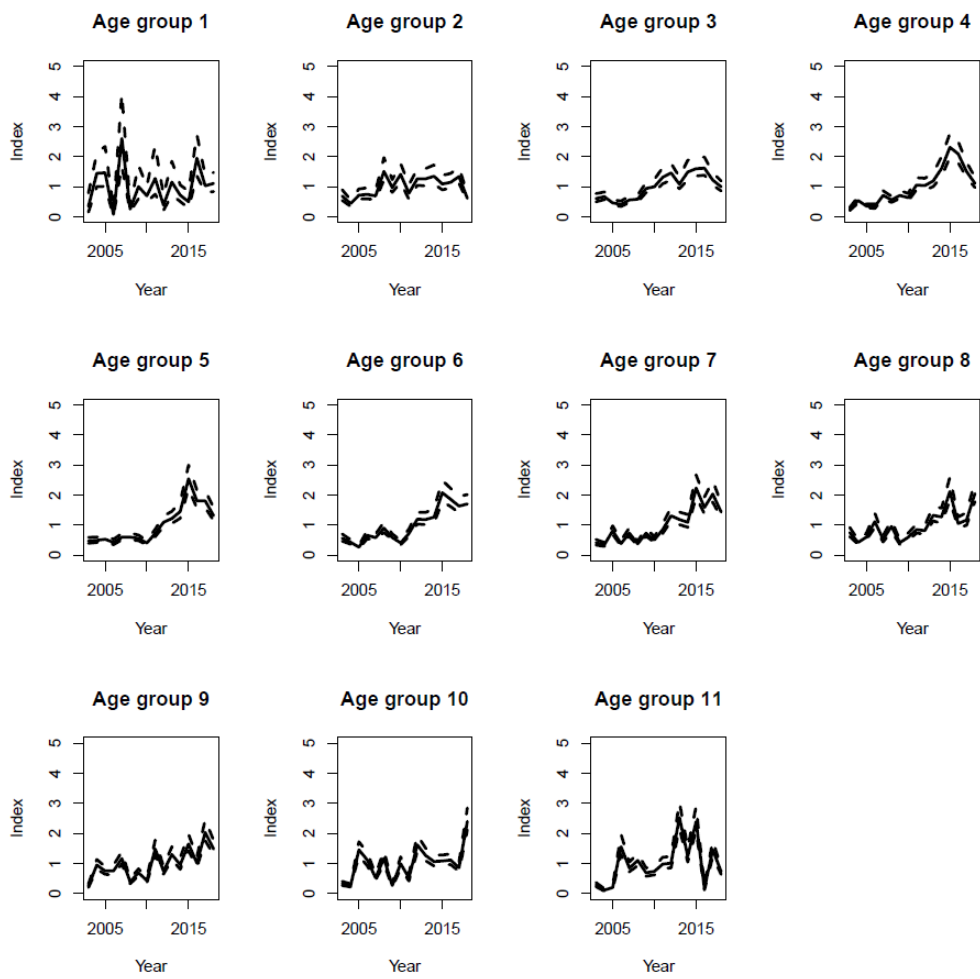 Age group 1 Age group 2 Age group 3 Age group 4
5 5 5 5
4 4 4 4
3 3 3 3
2 2 2 2
1 1 1 1
0 0 0 0
Index Index Index Index
2005 2015 2005 2015 2005 2015 2005 2015
Year Year Year Year
Age group 5 Age group 6 Age group 7 Age group 8
5 5 5 5
4 4 4 4
3 3 3 3
2 2 2 2
1 1 1 1
0 0 0 0
Index Index Index Index
2005 2015 2005 2015 2005 2015 2005 2015
Year Year Year Year
Age group 9 Age group 10 Age group 11
5 5 5
4 4 4
3 3 3
2 2 2
1 1 1
0 0 0
Index Index Index
2005 2015 2005 2015 2005 2015
Year Year Year